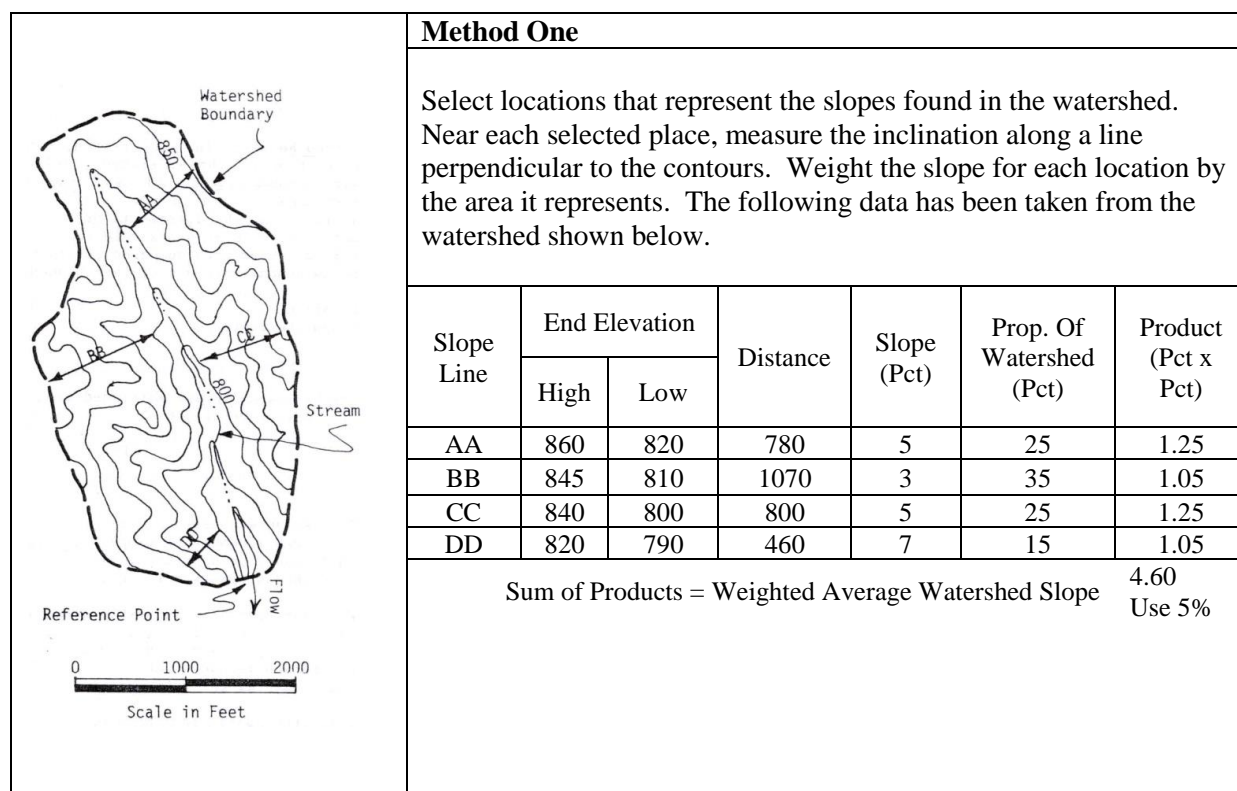 Watershed
Boundary
850
AA
BB
CC
800
Stream
DD
Flow
Reference Point
0 1000 2000
Scale in Feet
Method One
Select locations that represent the slopes found in the watershed.
Near each selected place, measure the inclination along a line
perpendicular to the contours. Weight the slope for each location by
the area it represents. The following data has been taken from the
watershed shown below.
Slope Line End Elevation Distance Slope (Pct) Prop. Of Watershed (Pct) Product (Pct x Pct)
High Low
AA 860 820 780 5 25 1.25
BB 845 810 1070 3 35 1.05
CC 840 800 800 5 25 1.25
DD 820 790 460 7 15 1.05
Sum of Products = Weighted Average Watershed Slope 4.60
Use 5%